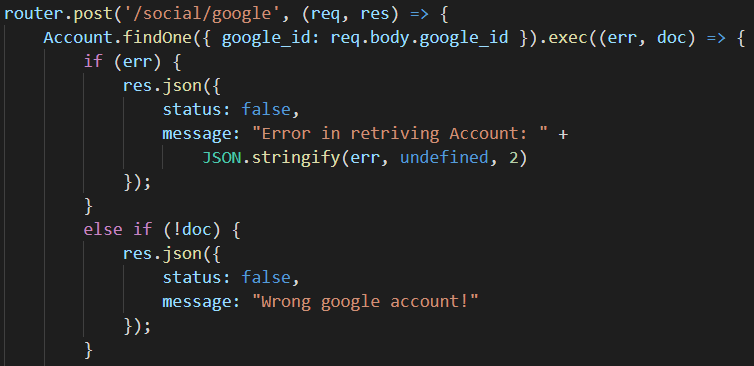 router.post('/social/google', (req, res) => {
    Account.findOne({ google_id: req.body.google_id }).exec((err, doc) => {
        if (err) {
            res.json({
                status: false,
                message: "Error in retriving Account: " +
                    JSON.stringify(err, undefined, 2)
            });
        }
        else if (!doc) {
            res.json({
                status: false,
                message: "Wrong google account!"
            });
        }